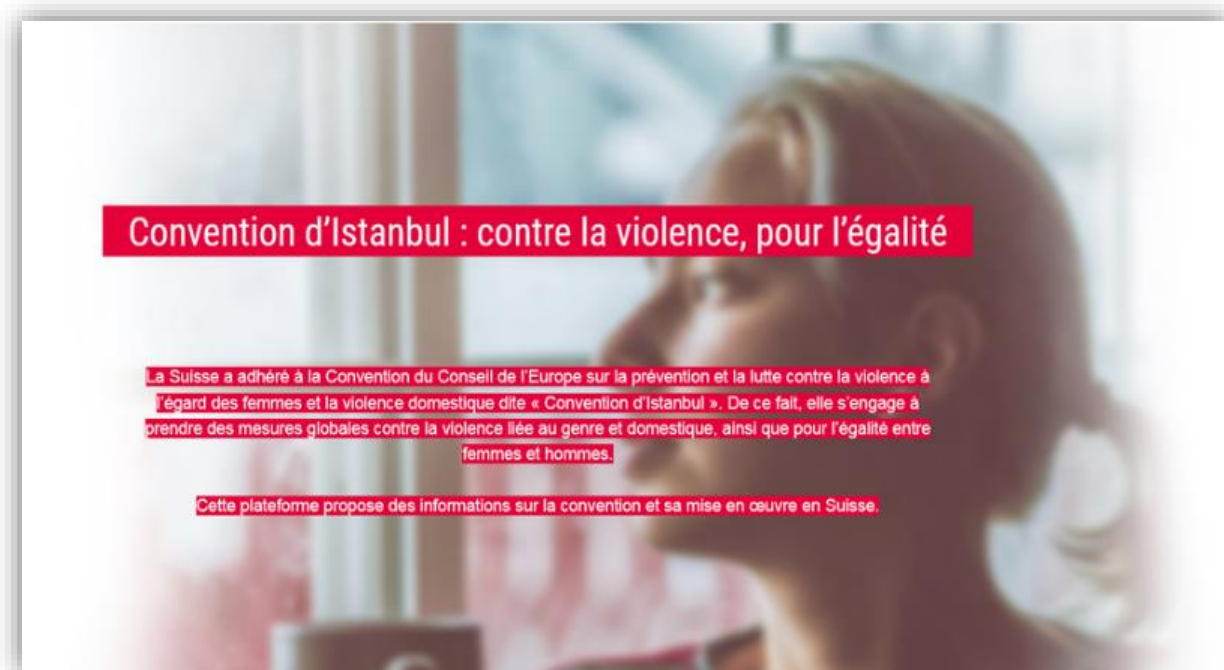 Convention d’Istanbul : contre la violence, pour l’égalité
La Suisse a adhéré à la Convention du Conseil de l’Europe sur la prévention et la lutte contre la violence à
l’égard des femmes et la violence domestique dite « Convention d’Istanbul ». De ce fait, elle s’engage à
prendre des mesures globales contre la violence liée au genre et domestique, ainsi que pour l’égalité entre
femmes et hommes.
Cette plateforme propose des informations sur la convention et sa mise en œuvre en Suisse.